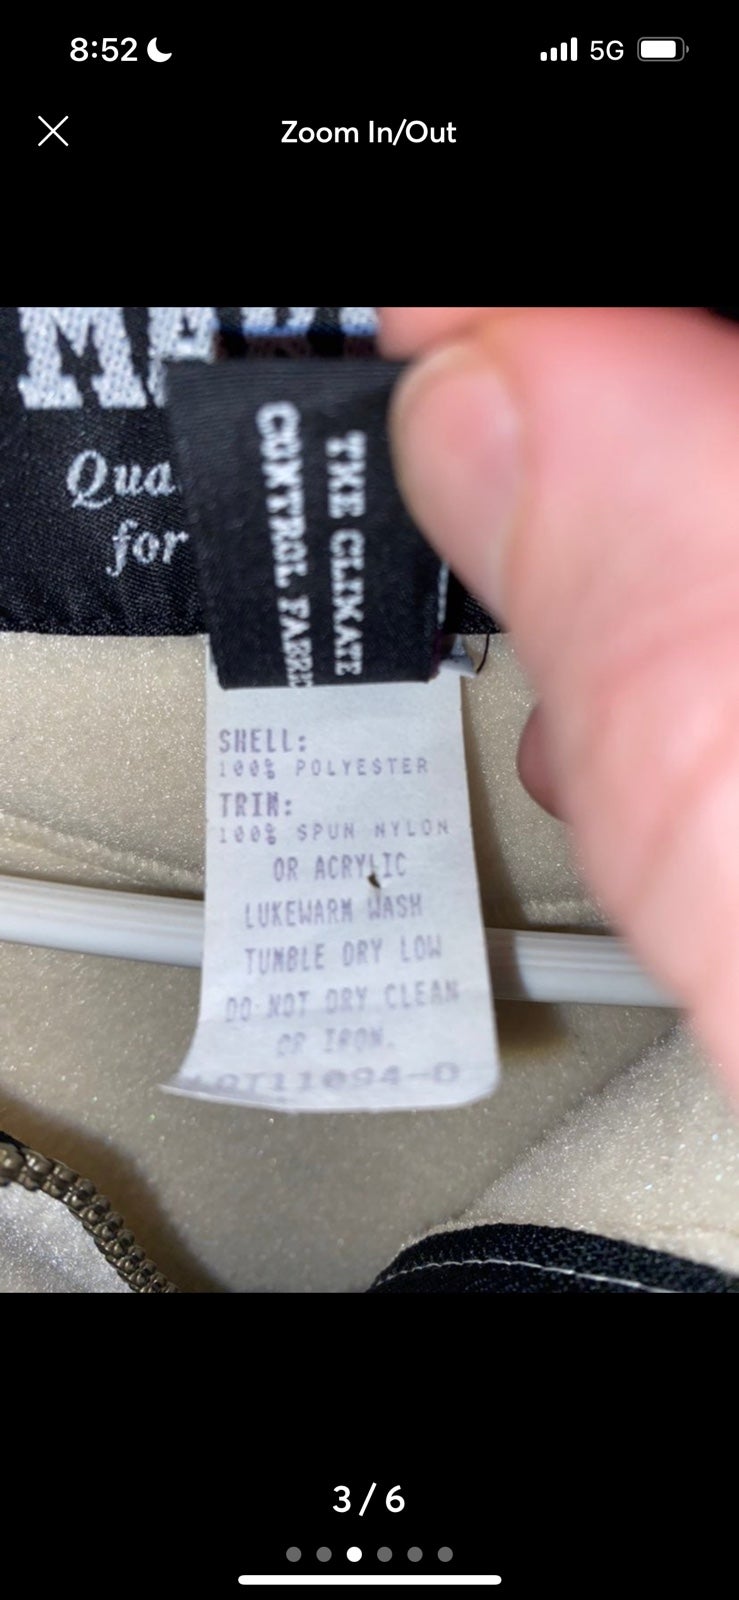 8:52
5G
Zoom In/Out
Qua
for
THE CLIMATE
CONTROL FABRI
SHELL:
100% POLYESTER
TRIM:
100% SPUN NYLON
OR ACRYLIC
LUKEWARM WASH
TUMBLE DRY LOW
DO NOT DRY CLEAN
OR IRON.
3/6